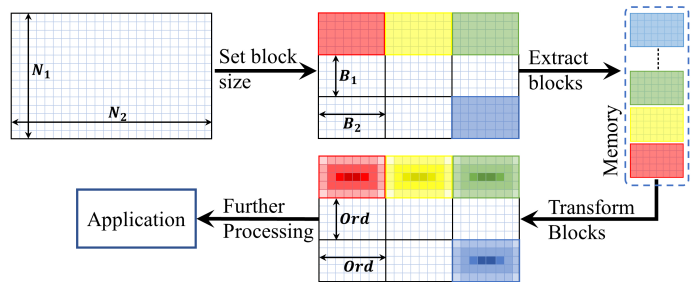 N₁
N₂
Set block
size
B₁
B₂
Extract
blocks
Memory
Transform
Blocks
Ord
Ord
Further
Processing
Application